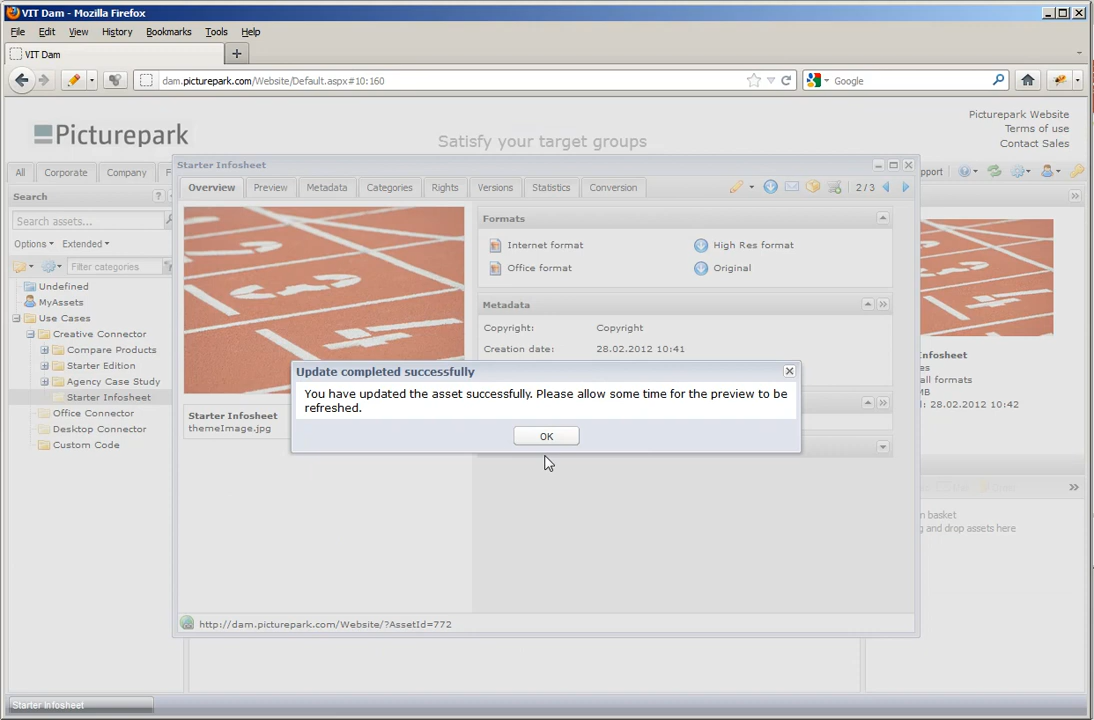 VIT Dam - Mozilla Firefox
File Edit View History Bookmarks Tools Help
VIT Dam
dam.picturepark.com/Website/Default.aspx#10:160
Google
Picturepark
Satisfy your target groups
Picturepark Website
Terms of use
Contact Sales
All Corporate Company
Starter Infosheet
Search ?
Overview Preview Metadata Categories Rights Versions Statistics Conversion
2/3
Search assets...
Options Extended
Filter categories
Undefined
MyAssets
Use Cases
Creative Connector
Compare Products
Starter Edition
Agency Case Study
Starter Infosheet
Office Connector
Desktop Connector
Custom Code
Formats
Internet format High Res format
Office format Original
Metadata
Copyright: Copyright
Creation date: 28.02.2012 10:41
Update completed successfully
You have updated the asset successfully. Please allow some time for the preview to be
refreshed.
OK
Starter Infosheet
themeImage.jpg
all formats
28.02.2012 10:42
basket
drag and drop assets here
http://dam.picturepark.com/Website/?AssetId=772
Starter Infosheet